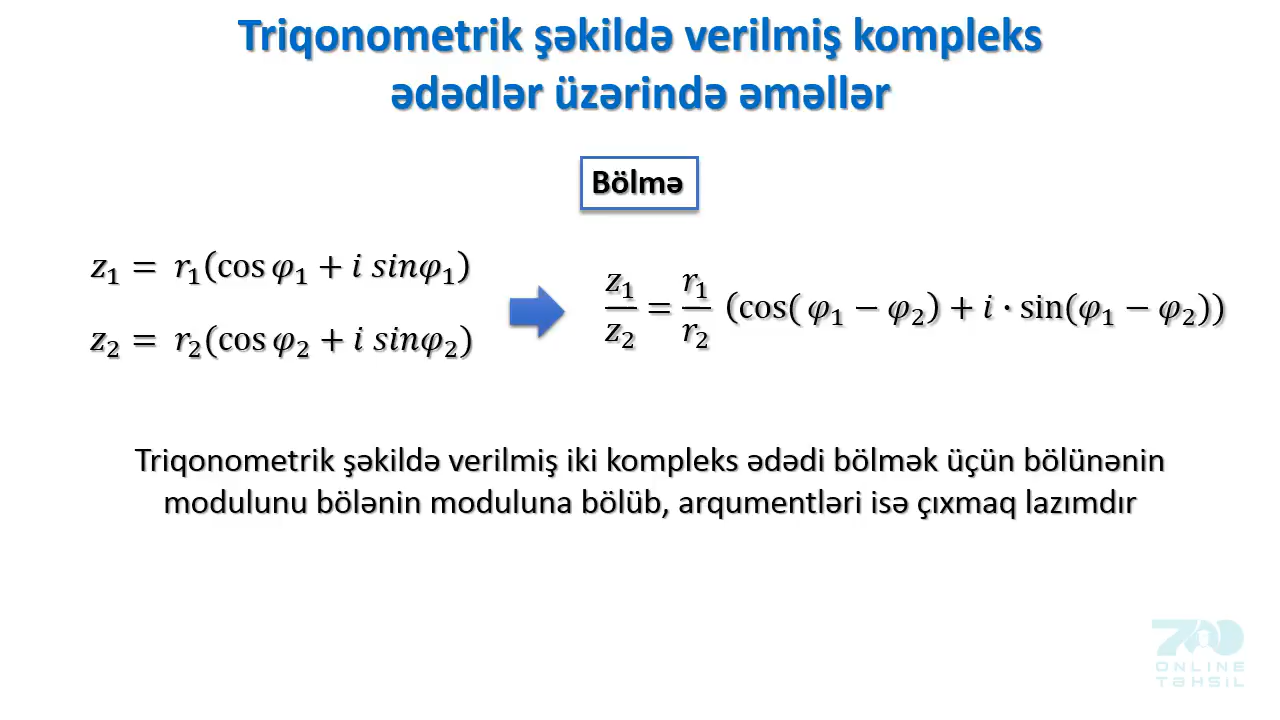 Triqonometrik şəkildə verilmiş kompleks
ədədlər üzərində əməllər
Bölmə
𝑧₁ = 𝑟₁(cos 𝜑₁ + 𝑖 𝑠𝑖𝑛𝜑₁)
𝑧₂ = 𝑟₂(cos 𝜑₂ + 𝑖 𝑠𝑖𝑛𝜑₂)
𝑧₁/𝑧₂ = 𝑟₁/𝑟₂ (cos( 𝜑₁ − 𝜑₂) + 𝑖 · sin(𝜑₁ − 𝜑₂))
Triqonometrik şəkildə verilmiş iki kompleks ədədi bölmək üçün bölünənin
modulunu bölənin moduluna bölüb, arqumentləri isə çıxmaq lazımdır
700
ONLINE
TƏHSİL